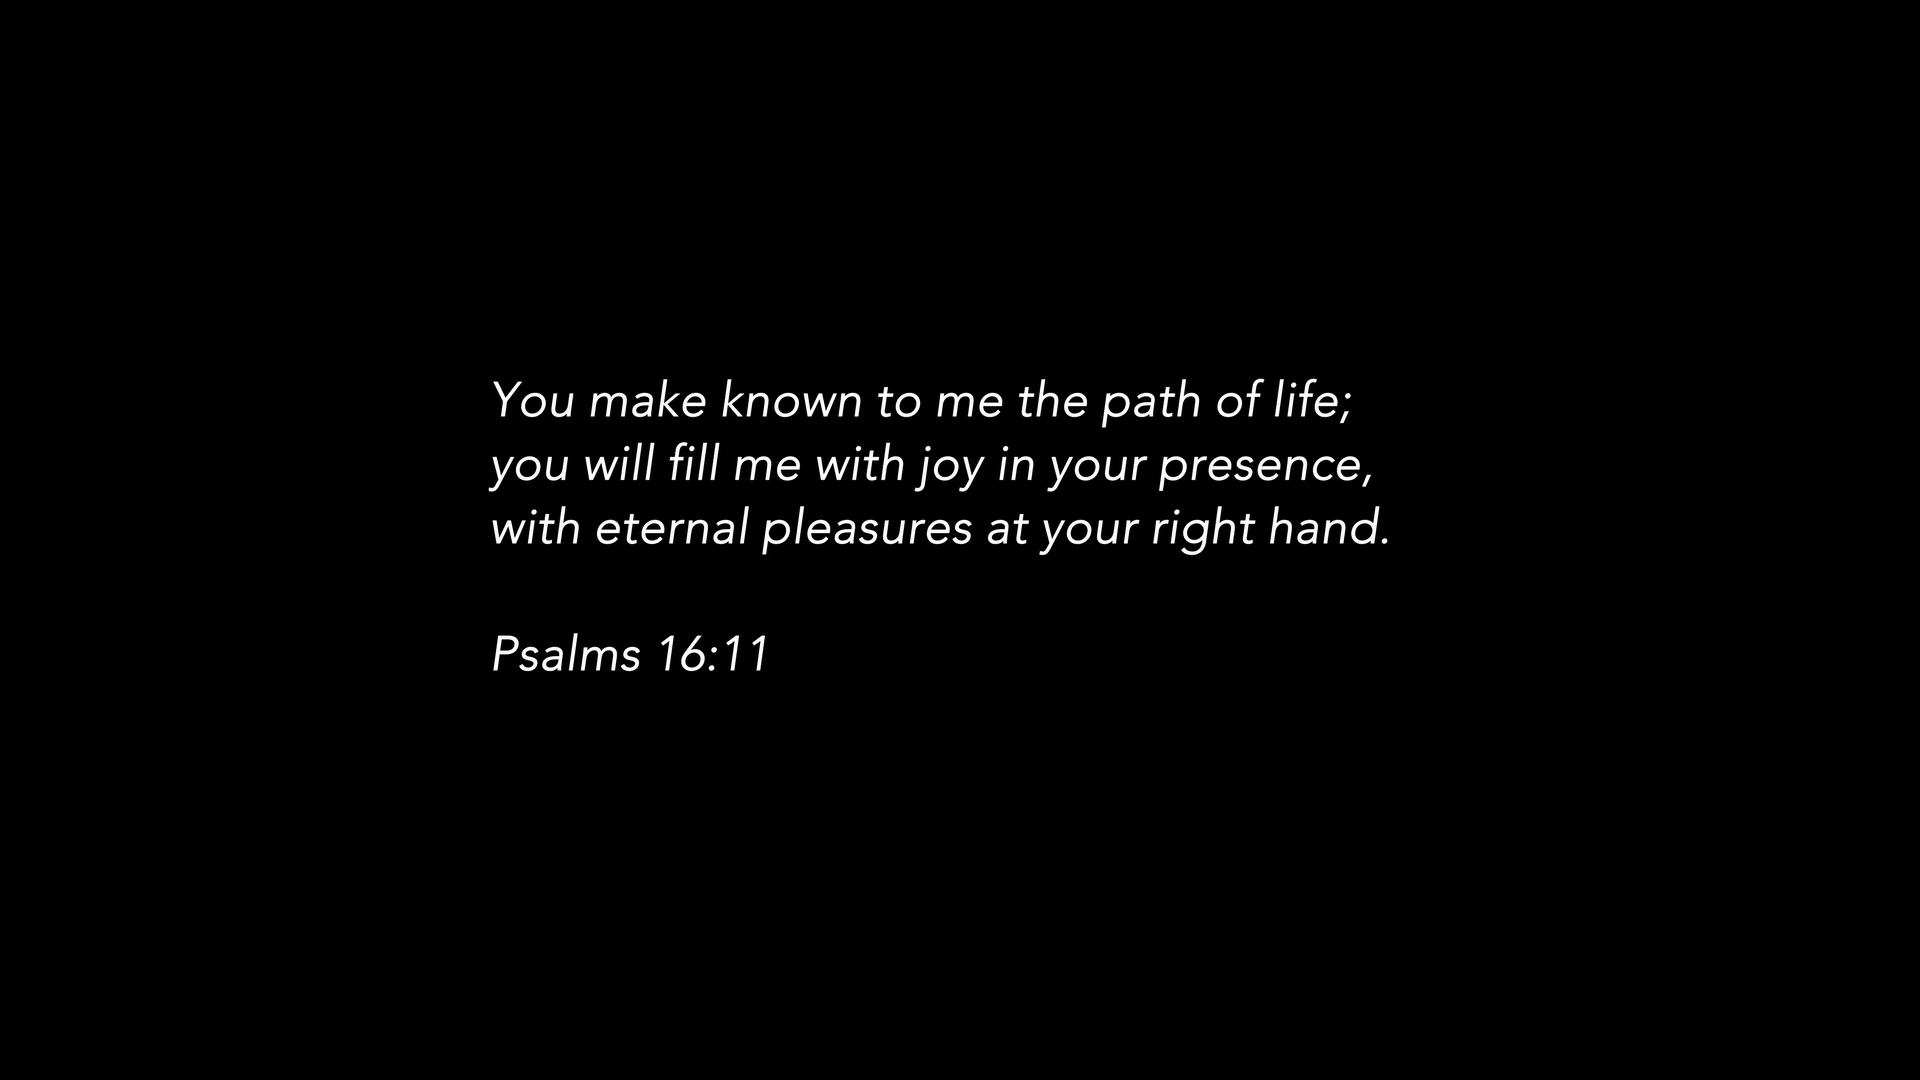 You make known to me the path of life;
you will fill me with joy in your presence,
with eternal pleasures at your right hand.
Psalms 16:11